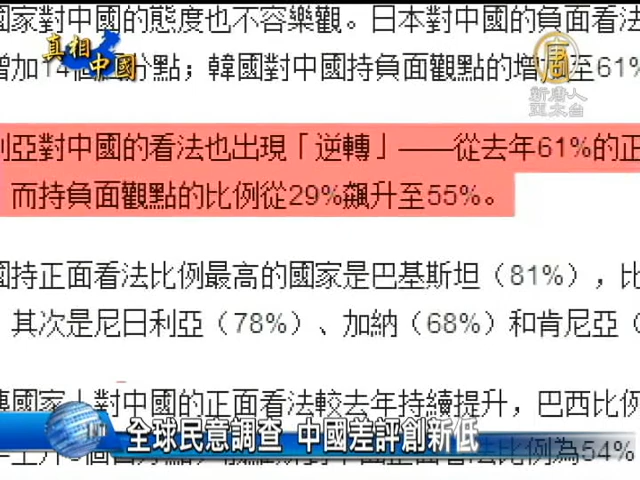 國家對中國的態度也不容樂觀。日本對中國的負面看法
真相
中國
增加14個百分點；韓國對中國持負面觀點的增加至61%
唐
新唐人
亞太台
利亞對中國的看法也出現「逆轉」——從去年61%的正
而持負面觀點的比例從29%飆升至55%。
國持正面看法比例最高的國家是巴基斯坦（81%），比
其次是尼日利亞（78%）、加納（68%）和肯尼亞（
國家」對中國的正面看法較去年持續提升，巴西比例
全球民意調查 中國差評創新低
比例為54%